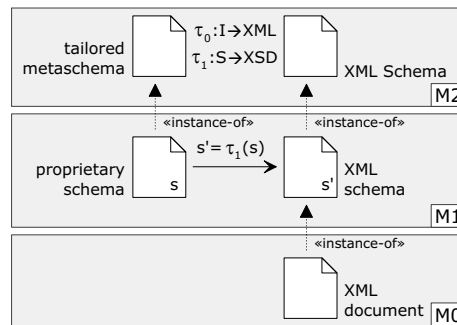 tailored
metaschema
τ0:I→XML
τ1:S→XSD
XML Schema
M2
«instance-of»
«instance-of»
proprietary
schema
s
s'=τ1(s)
s'
XML
schema
M1
«instance-of»
XML
document
M0